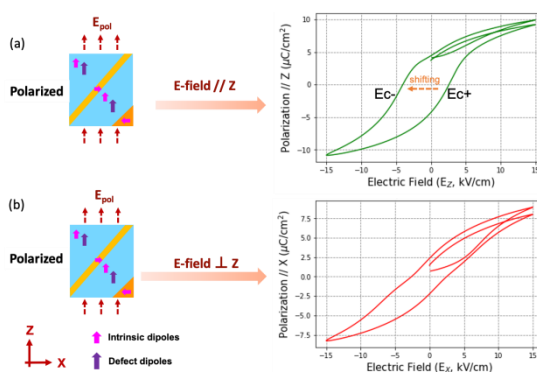 (a)
E_pol
Polarized
E-field // Z
Polarization // Z (μC/cm²)
10
5
0
−5
−10
shifting
Ec-
Ec+
−15 −10 −5 0 5 10 15
Electric Field (E_Z, kV/cm)
(b)
E_pol
Polarized
E-field ⊥ Z
Polarization // X (μC/cm²)
7.5
5.0
2.5
0.0
−2.5
−5.0
−7.5
−15 −10 −5 0 5 10 15
Electric Field (E_X, kV/cm)
Z
X
Intrinsic dipoles
Defect dipoles